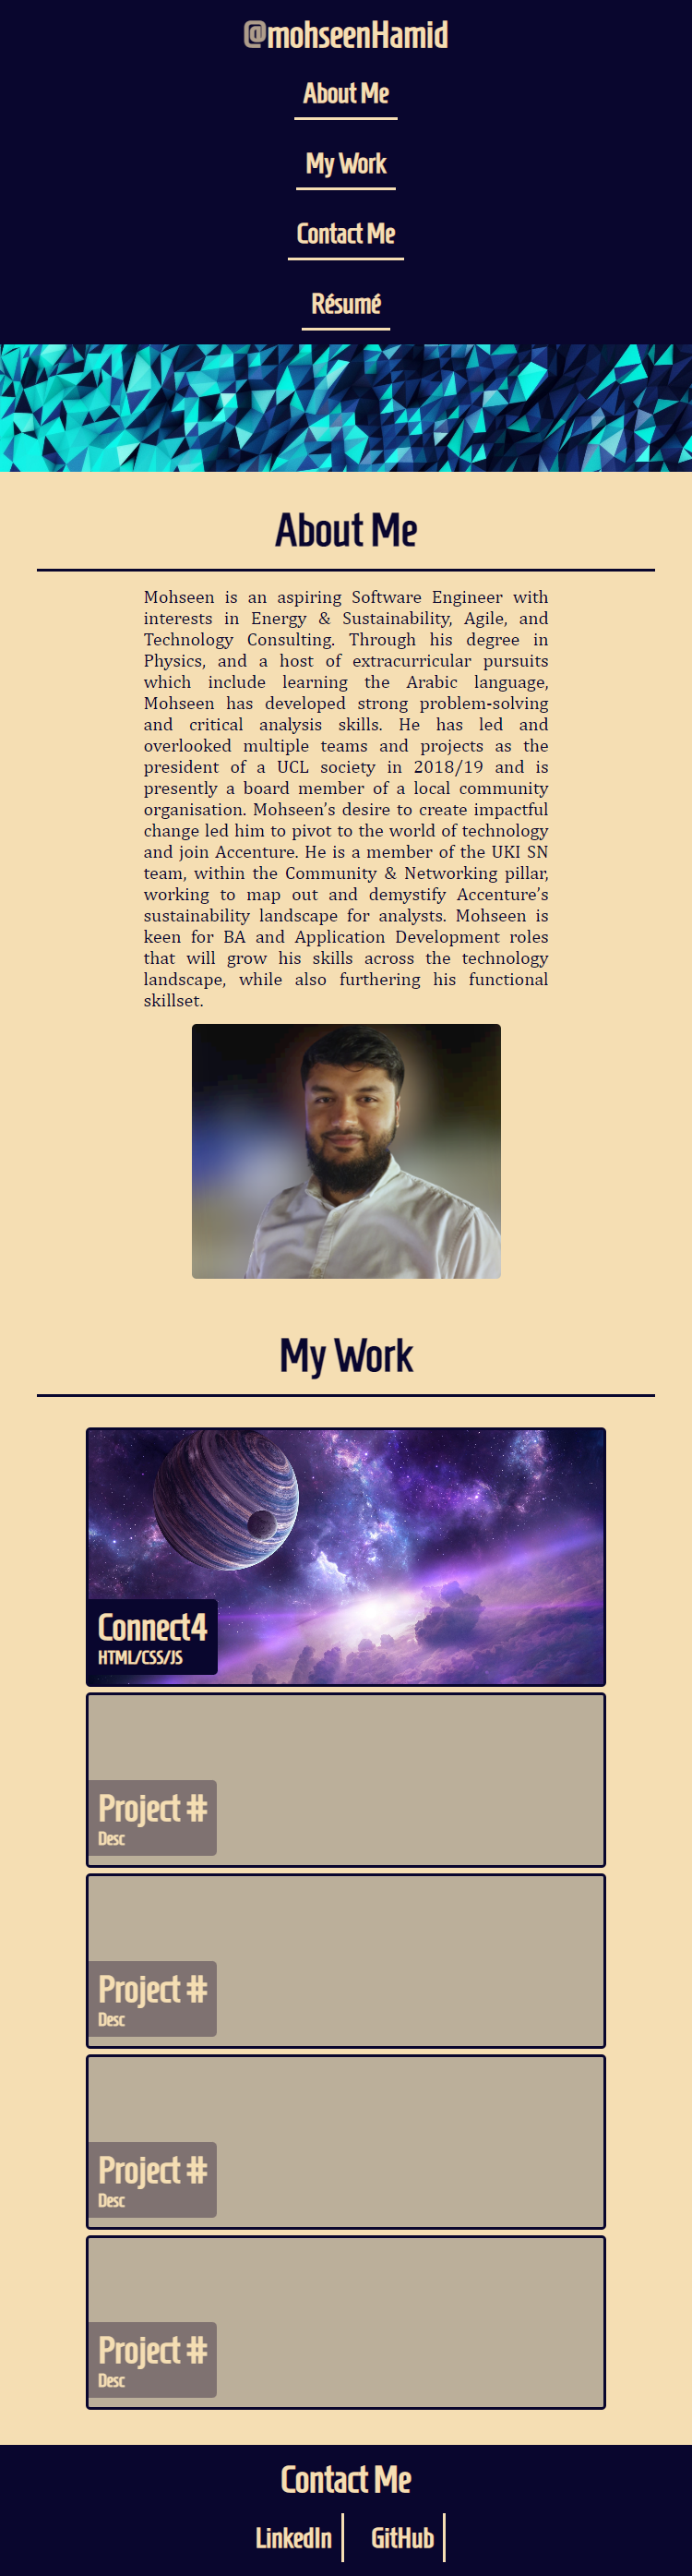 @mohseenHamid
About Me
My Work
Contact Me
Résumé
About Me
Mohseen is an aspiring Software Engineer with
interests in Energy & Sustainability, Agile, and
Technology Consulting. Through his degree in
Physics, and a host of extracurricular pursuits
which include learning the Arabic language,
Mohseen has developed strong problem-solving
and critical analysis skills. He has led and
overlooked multiple teams and projects as the
president of a UCL society in 2018/19 and is
presently a board member of a local community
organisation. Mohseen’s desire to create impactful
change led him to pivot to the world of technology
and join Accenture. He is a member of the UKI SN
team, within the Community & Networking pillar,
working to map out and demystify Accenture’s
sustainability landscape for analysts. Mohseen is
keen for BA and Application Development roles
that will grow his skills across the technology
landscape, while also furthering his functional
skillset.
My Work
Connect4
HTML/CSS/JS
Project #
Desc
Project #
Desc
Project #
Desc
Project #
Desc
Contact Me
LinkedIn
GitHub